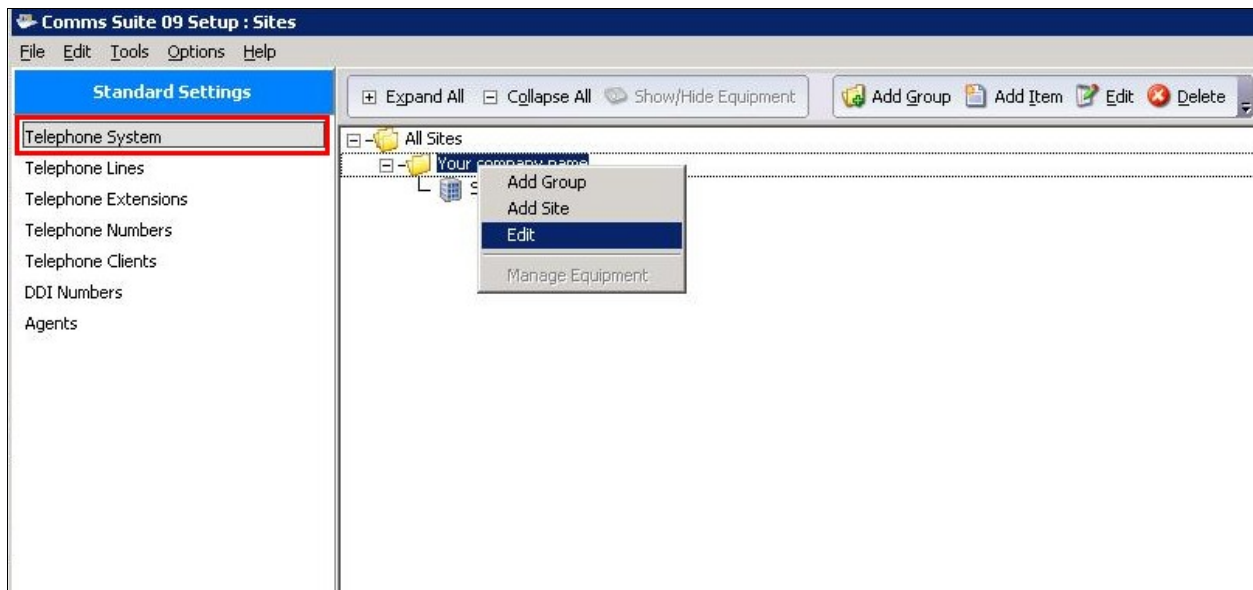 Comms Suite 09 Setup : Sites
File Edit Tools Options Help
Standard Settings
Expand All Collapse All Show/Hide Equipment Add Group Add Item Edit Delete
Telephone System
Telephone Lines
Telephone Extensions
Telephone Numbers
Telephone Clients
DDI Numbers
Agents
All Sites
Your company name
Add Group
Add Site
Edit
Manage Equipment